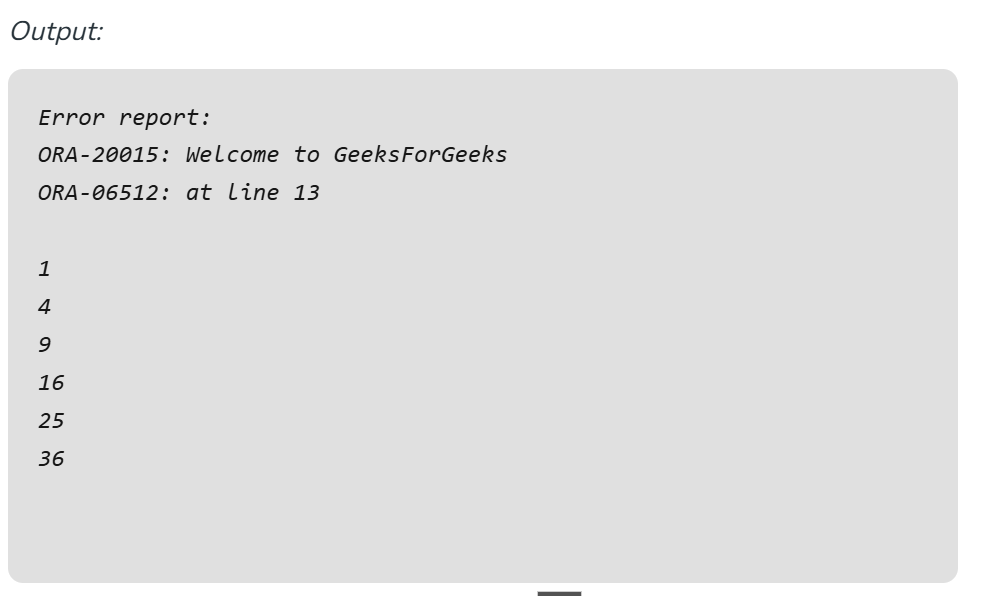 Output:
Error report:
ORA-20015: Welcome to GeeksForGeeks
ORA-06512: at line 13
1
4
9
16
25
36